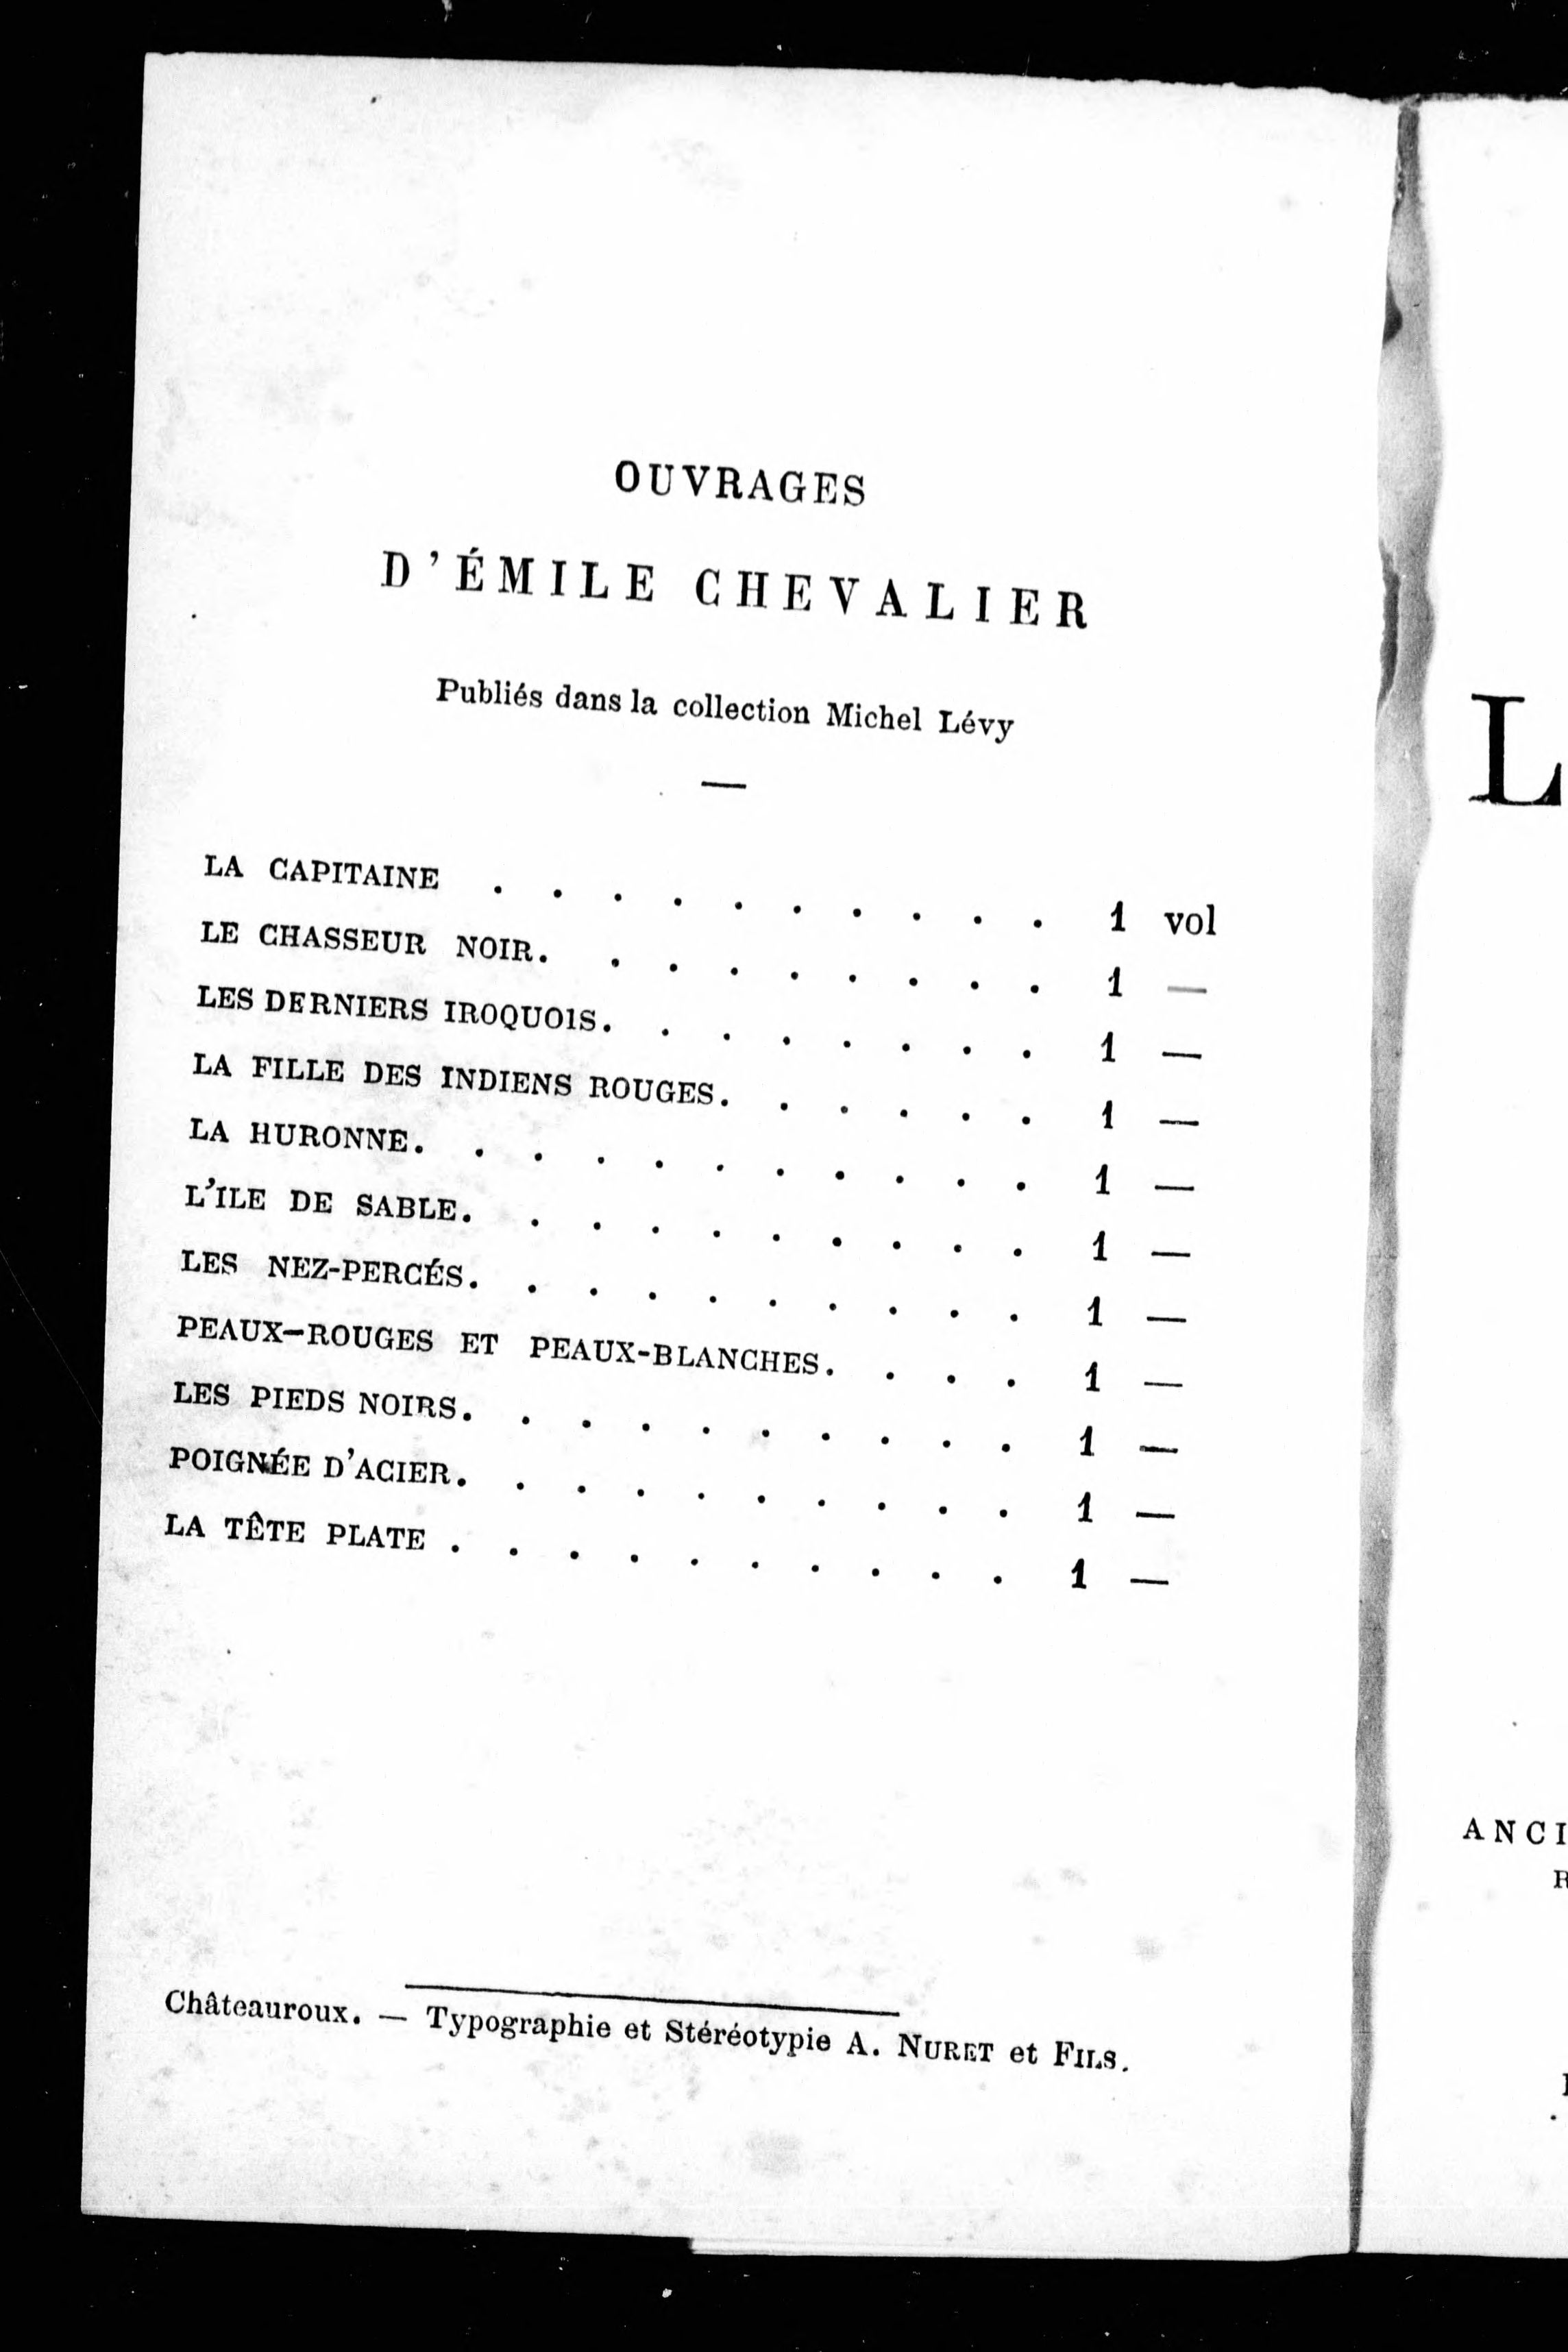 OUVRAGES
D'ÉMILE CHEVALIER
Publiés dans la collection Michel Lévy
—
LA CAPITAINE . . . . . . . . . . 1 vol
LE CHASSEUR NOIR. . . . . . . . . 1 —
LES DERNIERS IROQUOIS. . . . . . . . 1 —
LA FILLE DES INDIENS ROUGES. . . . . . 1 —
LA HURONNE. . . . . . . . . . . 1 —
L'ILE DE SABLE. . . . . . . . . . 1 —
LES NEZ-PERCÉS. . . . . . . . . . 1 —
PEAUX-ROUGES ET PEAUX-BLANCHES. . . . 1 —
LES PIEDS NOIRS. . . . . . . . . . 1 —
POIGNÉE D'ACIER. . . . . . . . . . 1 —
LA TÊTE PLATE . . . . . . . . . . 1 —
Châteauroux. — Typographie et Stéréotypie A. NURET et FILS.
L
ANCI
R